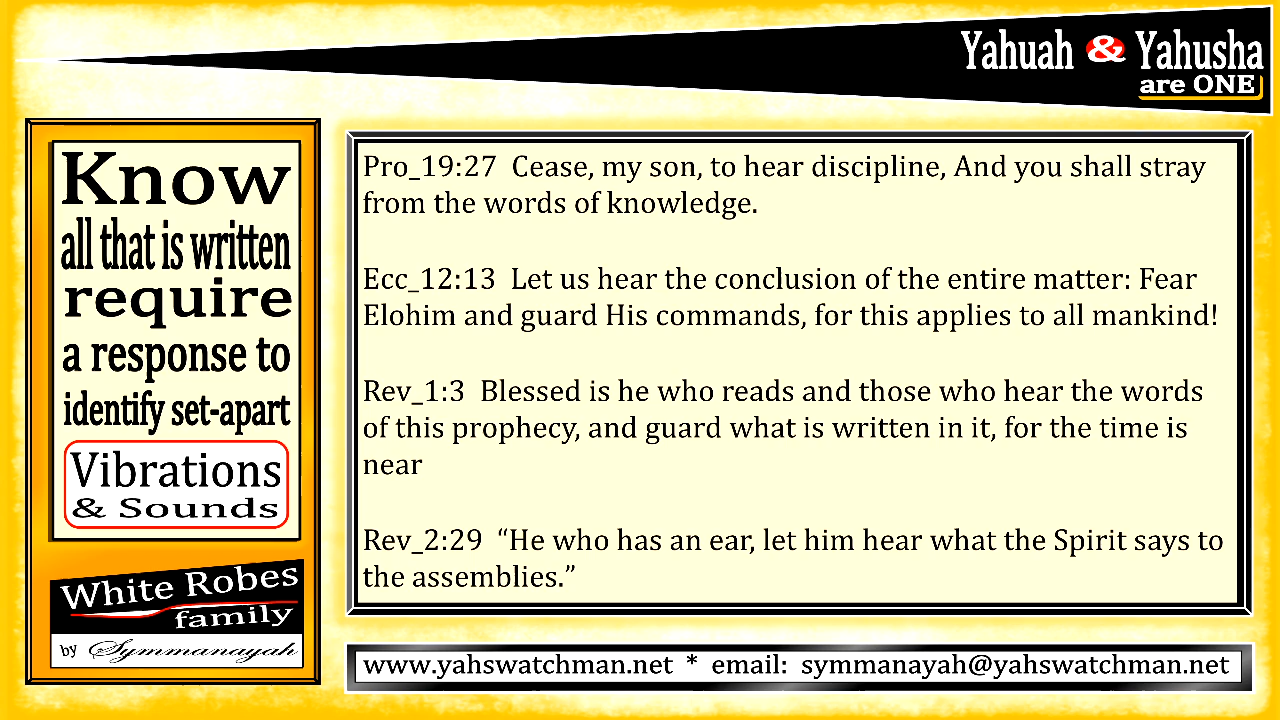 Yahuah & Yahusha
are ONE
Know
all that is written
require
a response to
identify set-apart
Vibrations
& Sounds
White Robes
family
by Symmanayah
Pro_19:27 Cease, my son, to hear discipline, And you shall stray
from the words of knowledge.
Ecc_12:13 Let us hear the conclusion of the entire matter: Fear
Elohim and guard His commands, for this applies to all mankind!
Rev_1:3 Blessed is he who reads and those who hear the words
of this prophecy, and guard what is written in it, for the time is
near
Rev_2:29 “He who has an ear, let him hear what the Spirit says to
the assemblies.”
www.yahswatchman.net * email: symmanayah@yahswatchman.net